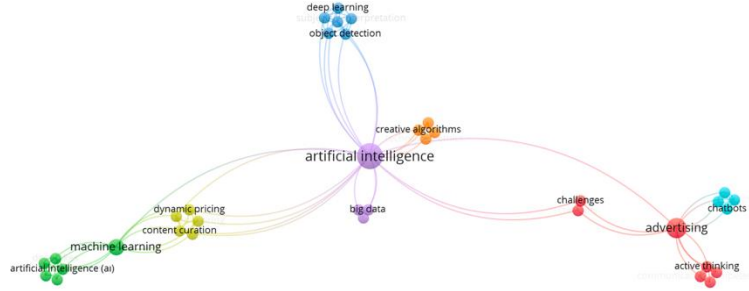 deep learning
object detection
creative algorithms
artificial intelligence
challenges
chatbots
dynamic pricing
big data
content curation
advertising
machine learning
artificial intelligence (aı)
active thinking